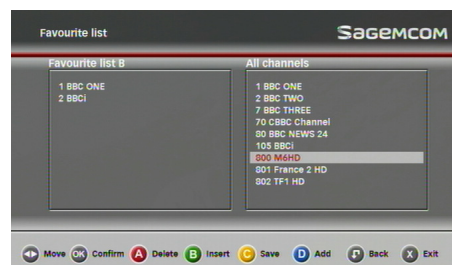 Favourite list
SAGEMCOM
Favourite list B
All channels
1 BBC ONE
2 BBCi
1 BBC ONE
2 BBC TWO
7 BBC THREE
70 CBBC Channel
80 BBC NEWS 24
105 BBCi
800 M6HD
801 France 2 HD
802 TF1 HD
Move OK Confirm A Delete B Insert C Save D Add P Back X Exit